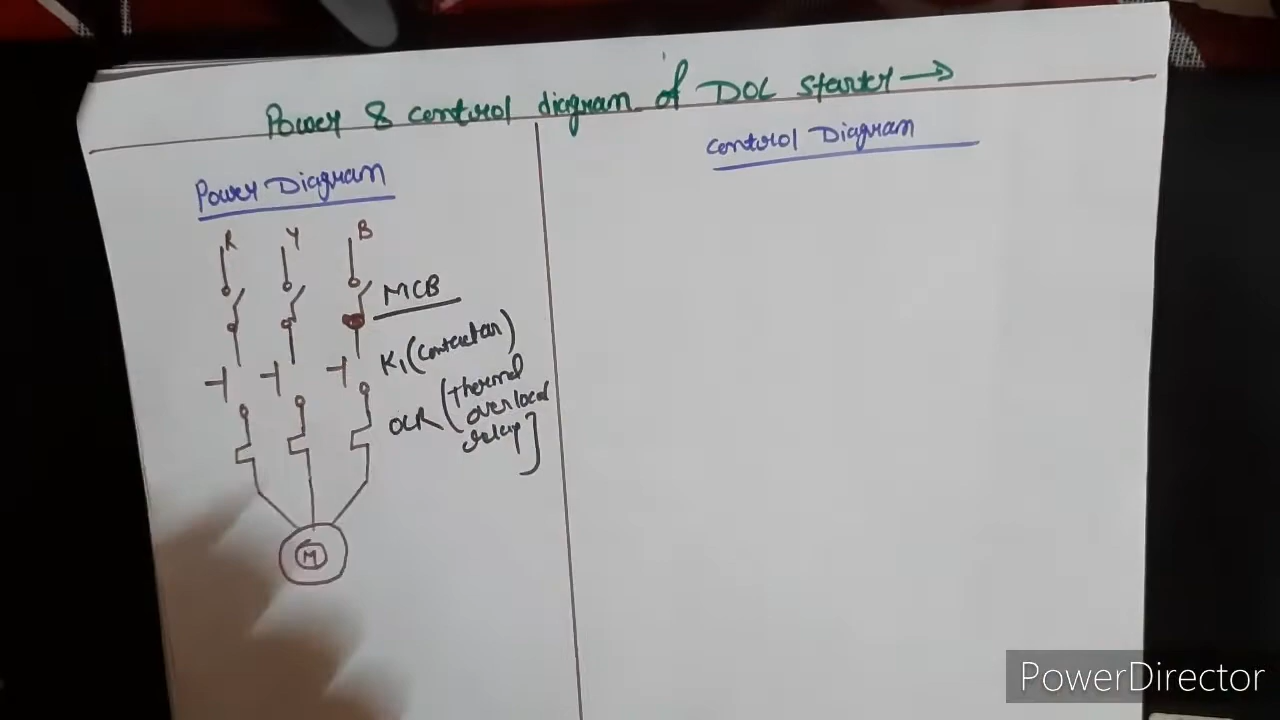 Power & control diagram of DOL starter →
Power Diagram
Control Diagram
R Y B
MCB
K1 (Contactor)
OLR (Thermal
overload
relay]
M
PowerDirector